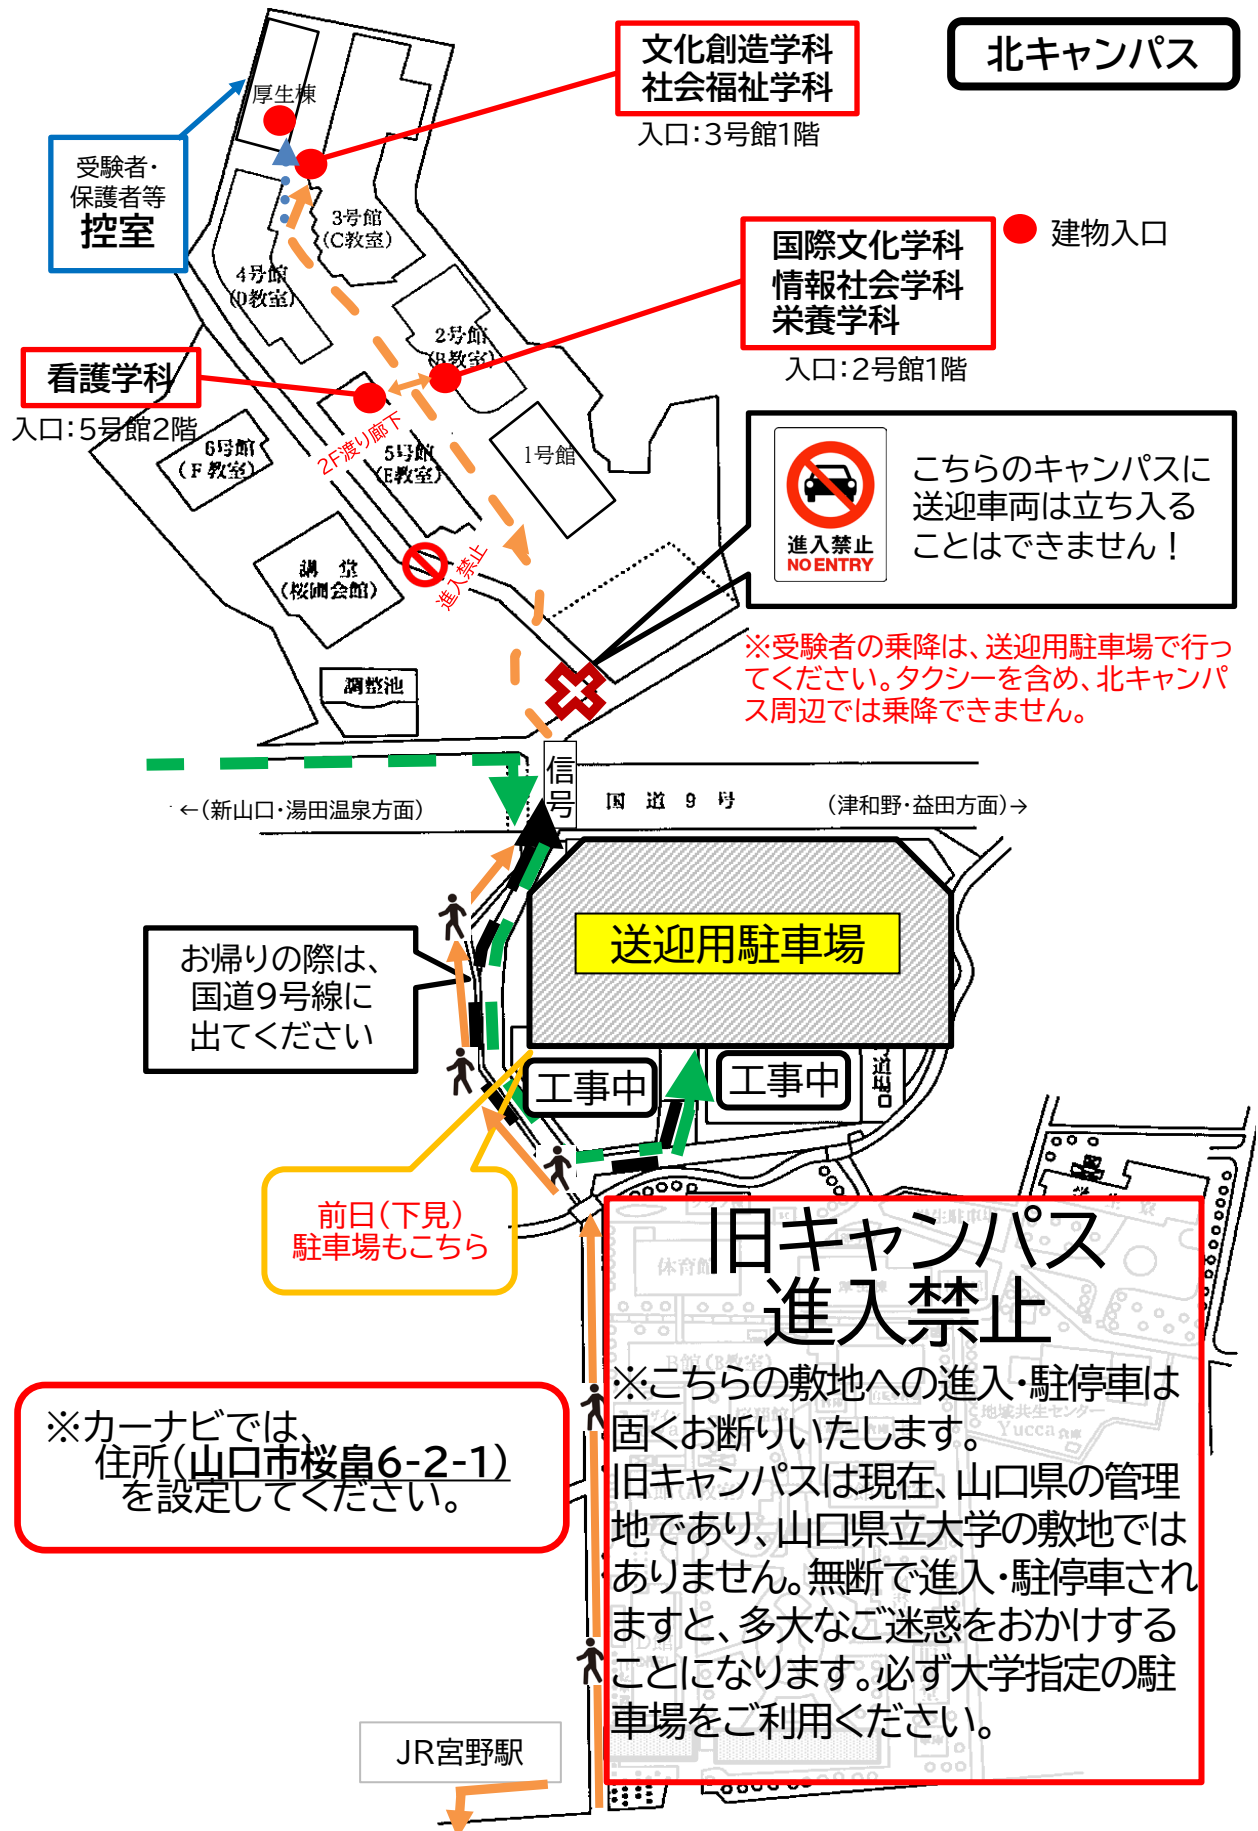 北キャンパス
文化創造学科
社会福祉学科
入口：3号館1階
厚生棟
受験者・
保護者等
控室
3号館
(C教室)
国際文化学科
情報社会学科
栄養学科
入口：2号館1階
建物入口
4号館
(D教室)
2号館
(B教室)
看護学科
入口：5号館2階
2F渡り廊下
6号館
(F教室)
5号館
(E教室)
1号館
進入禁止
NO ENTRY
こちらのキャンパスに
送迎車両は立ち入る
ことはできません！
進入禁止
講堂
(桜圃会館)
※受験者の乗降は、送迎用駐車場で行っ
てください。タクシーを含め、北キャンパ
ス周辺では乗降できません。
調整池
信号
←(新山口・湯田温泉方面)
国道9号
(津和野・益田方面)→
送迎用駐車場
お帰りの際は、
国道9号線に
出てください
工事中
工事中
前日(下見)
駐車場もこちら
旧キャンパス
進入禁止
体育館
B館(B教室)
地域共生センター
Yucca
※こちらの敷地への進入・駐停車は
固くお断りいたします。
旧キャンパスは現在、山口県の管理
地であり、山口県立大学の敷地では
ありません。無断で進入・駐停車され
ますと、多大なご迷惑をおかけする
ことになります。必ず大学指定の駐
車場をご利用ください。
※カーナビでは、
住所(山口市桜畠6-2-1)
を設定してください。
JR宮野駅